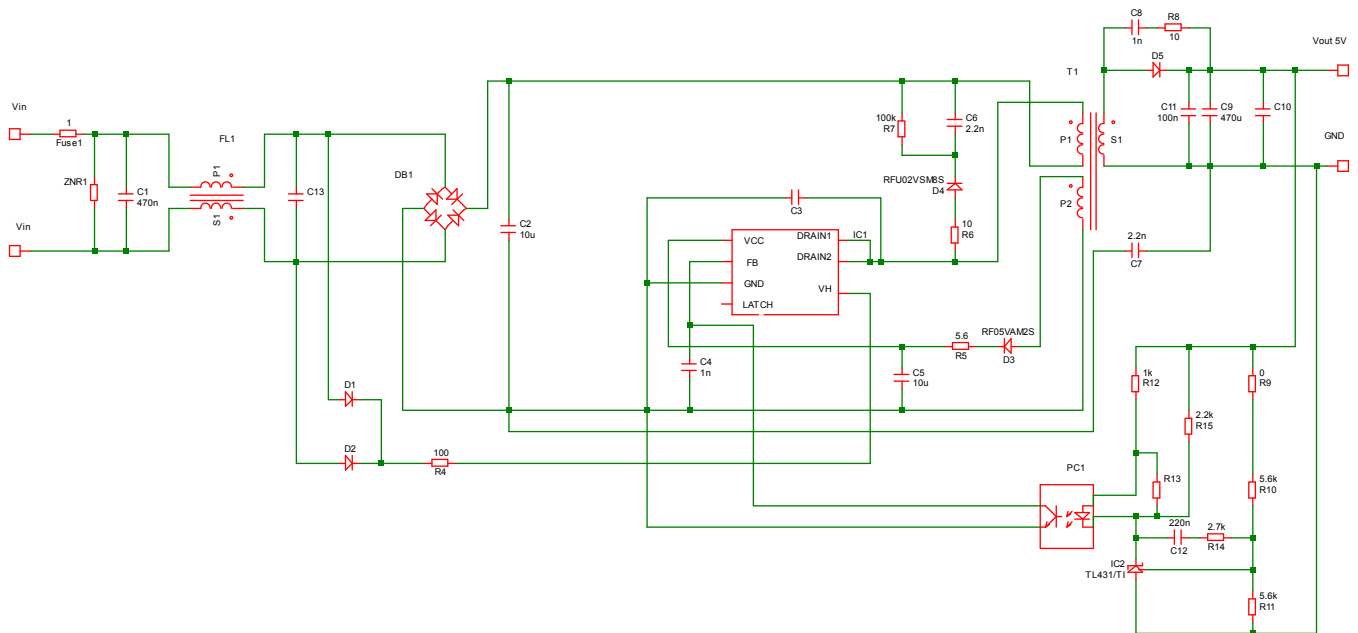 C8
1n
R8
10
Vout 5V
D5
T1
Vin
1
Fuse1
FL1
P1
S1
ZNR1
C1
470n
C13
DB1
C2
10u
100k
R7
C6
2.2n
RFU02VSM8S
D4
10
R6
C3
P1
S1
P2
C11
100n
C9
470u
C10
GND
2.2n
C7
Vin
VCC
FB
GND
LATCH
DRAIN1
DRAIN2
VH
IC1
C4
1n
5.6
R5
RF05VAM2S
D3
C5
10u
D1
D2
100
R4
1k
R12
2.2k
R15
0
R9
R13
5.6k
R10
PC1
220n
C12
2.7k
R14
IC2
TL431/TI
5.6k
R11